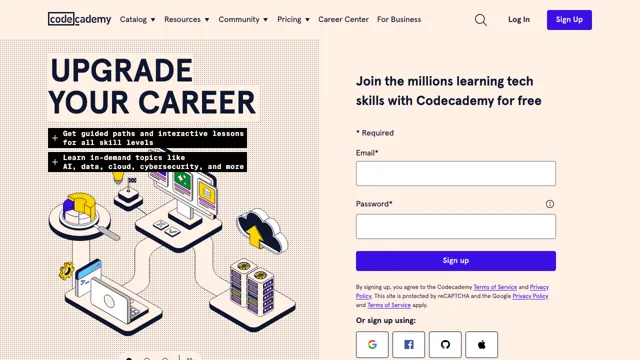 codecademy
Catalog
Resources
Community
Pricing
Career Center
For Business
Log In
Sign Up
UPGRADE
YOUR CAREER
Get guided paths and interactive lessons
for all skill levels
Learn in-demand topics like
AI, data, cloud, cybersecurity, and more
Join the millions learning tech
skills with Codecademy for free
* Required
Email*
Password*
Sign up
By signing up, you agree to the Codecademy Terms of Service and Privacy
Policy. This site is protected by reCAPTCHA and the Google Privacy Policy
and Terms of Service apply.
Or sign up using: